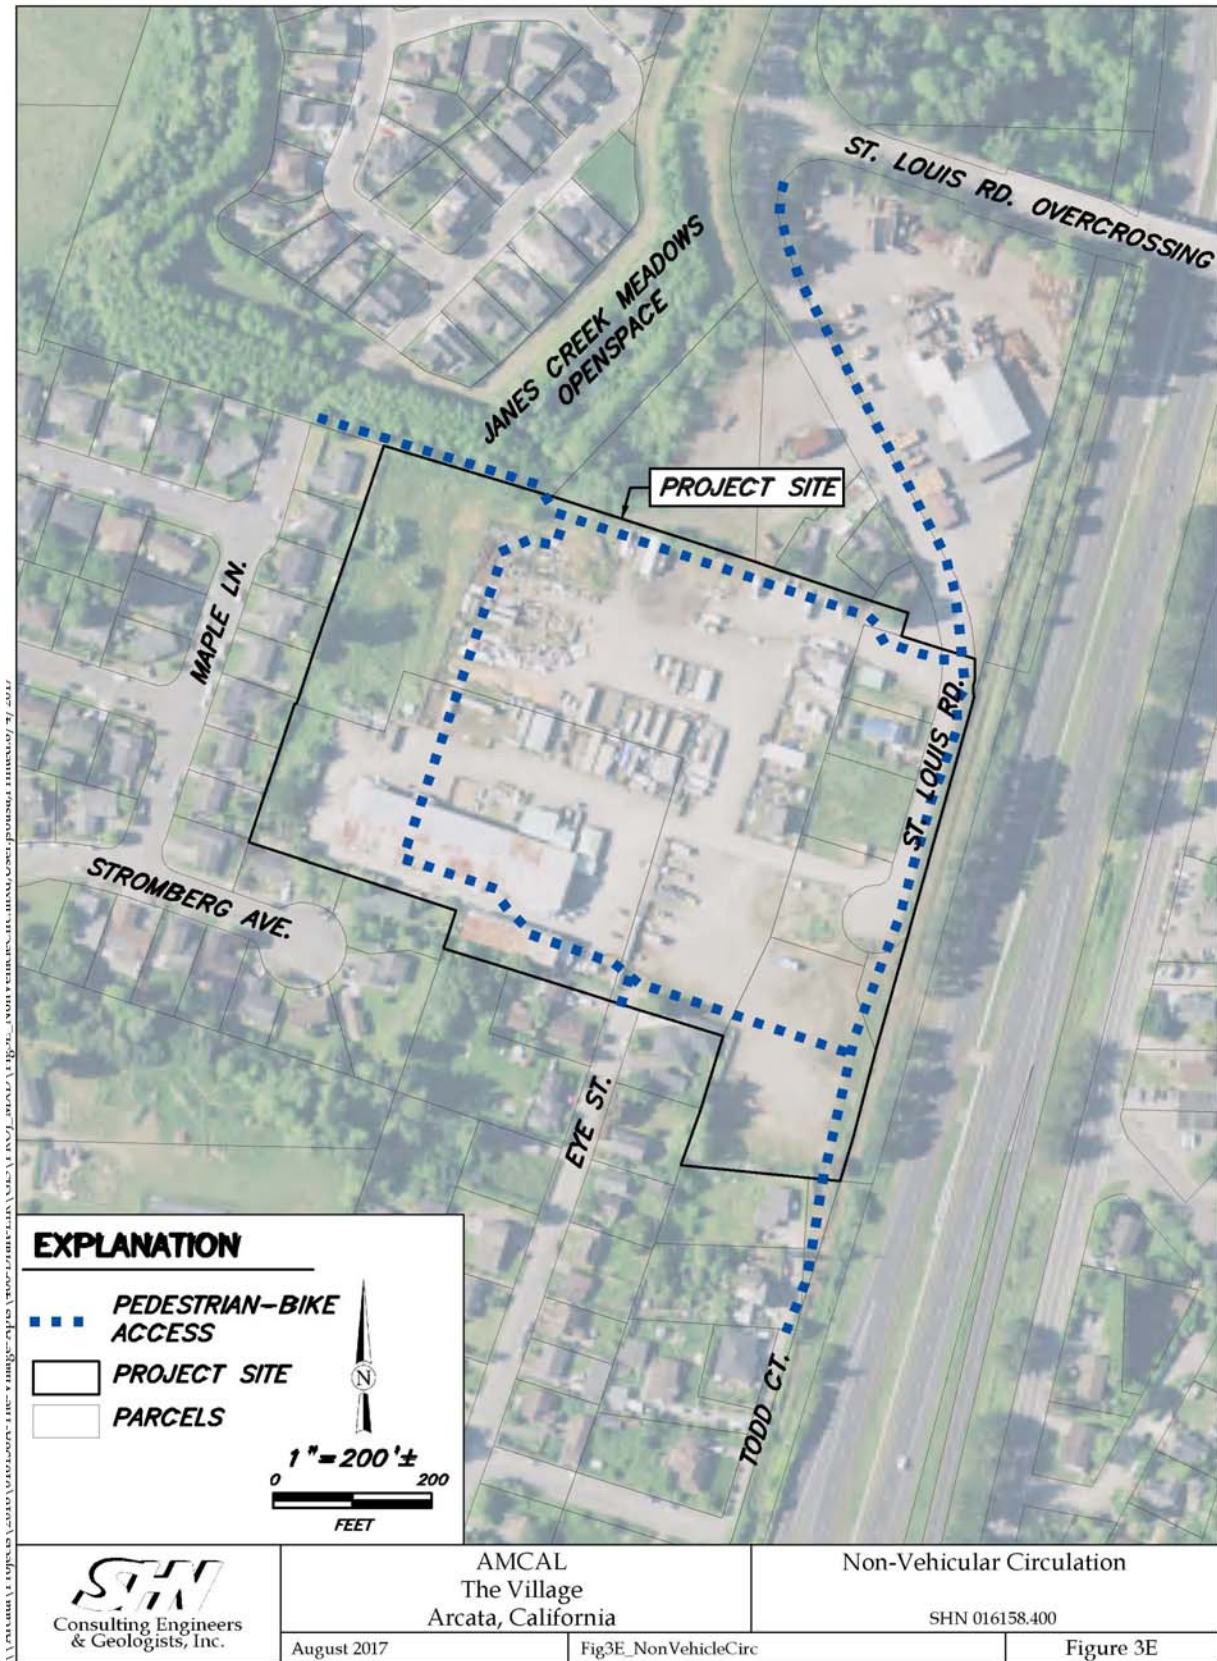 ST. LOUIS RD. OVERCROSSING
JANES CREEK MEADOWS
OPENSPACE
PROJECT SITE
MAPLE LN.
ST. LOUIS RD.
STROMBERG AVE.
EYE ST.
TODD CT.
EXPLANATION
PEDESTRIAN-BIKE
ACCESS
PROJECT SITE
PARCELS
N
1"=200'±
0 200
FEET
SHN
Consulting Engineers
& Geologists, Inc.
AMCAL
The Village
Arcata, California
Non-Vehicular Circulation
SHN 016158.400
August 2017
Fig3E_NonVehicleCirc
Figure 3E